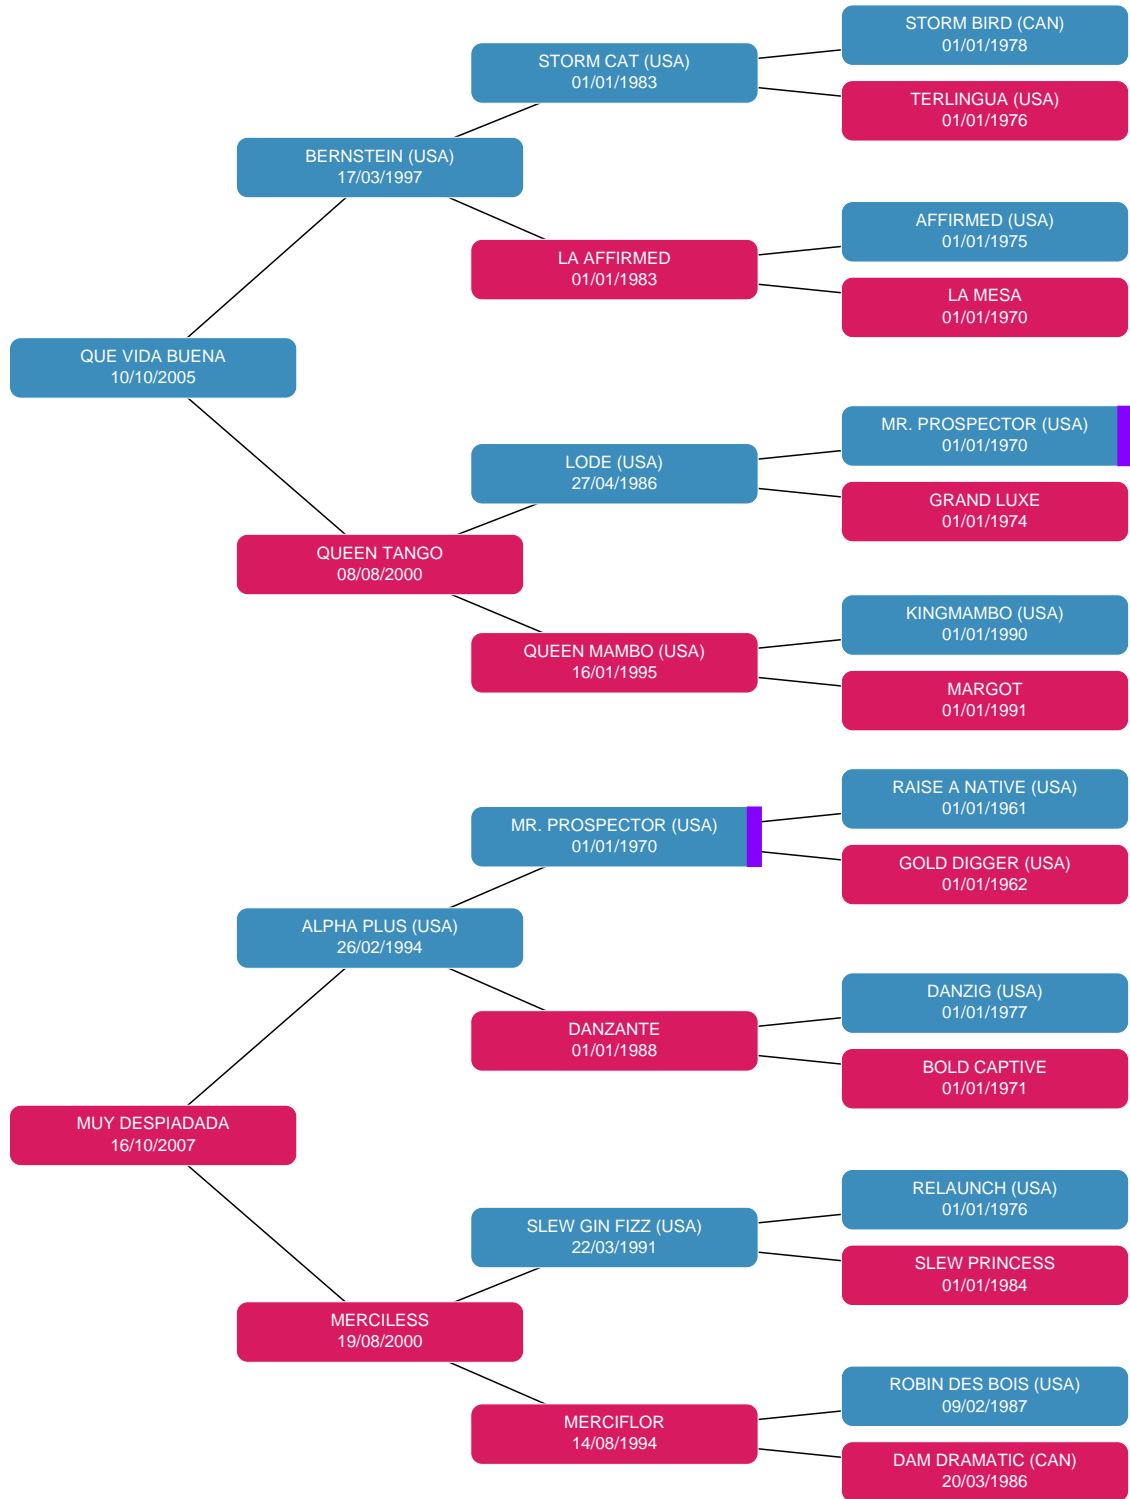 STORM BIRD (CAN)
01/01/1978
STORM CAT (USA)
01/01/1983
TERLINGUA (USA)
01/01/1976
BERNSTEIN (USA)
17/03/1997
AFFIRMED (USA)
01/01/1975
LA AFFIRMED
01/01/1983
LA MESA
01/01/1970
QUE VIDA BUENA
10/10/2005
MR. PROSPECTOR (USA)
01/01/1970
LODE (USA)
27/04/1986
GRAND LUXE
01/01/1974
QUEEN TANGO
08/08/2000
KINGMAMBO (USA)
01/01/1990
QUEEN MAMBO (USA)
16/01/1995
MARGOT
01/01/1991
RAISE A NATIVE (USA)
01/01/1961
MR. PROSPECTOR (USA)
01/01/1970
GOLD DIGGER (USA)
01/01/1962
ALPHA PLUS (USA)
26/02/1994
DANZIG (USA)
01/01/1977
DANZANTE
01/01/1988
BOLD CAPTIVE
01/01/1971
MUY DESPIADADA
16/10/2007
RELAUNCH (USA)
01/01/1976
SLEW GIN FIZZ (USA)
22/03/1991
SLEW PRINCESS
01/01/1984
MERCILESS
19/08/2000
ROBIN DES BOIS (USA)
09/02/1987
MERCIFLOR
14/08/1994
DAM DRAMATIC (CAN)
20/03/1986